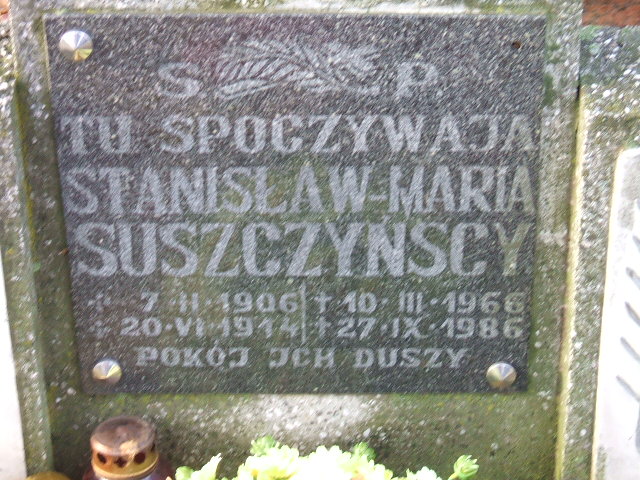 S P
TU SPOCZYWAJĄ
STANISŁAW-MARIA
SUSZCZYŃSCY
* 7·II·1906 † 10·III·1966
* 20·VI·1914 † 27·IX·1986
POKÓJ JCH DUSZY